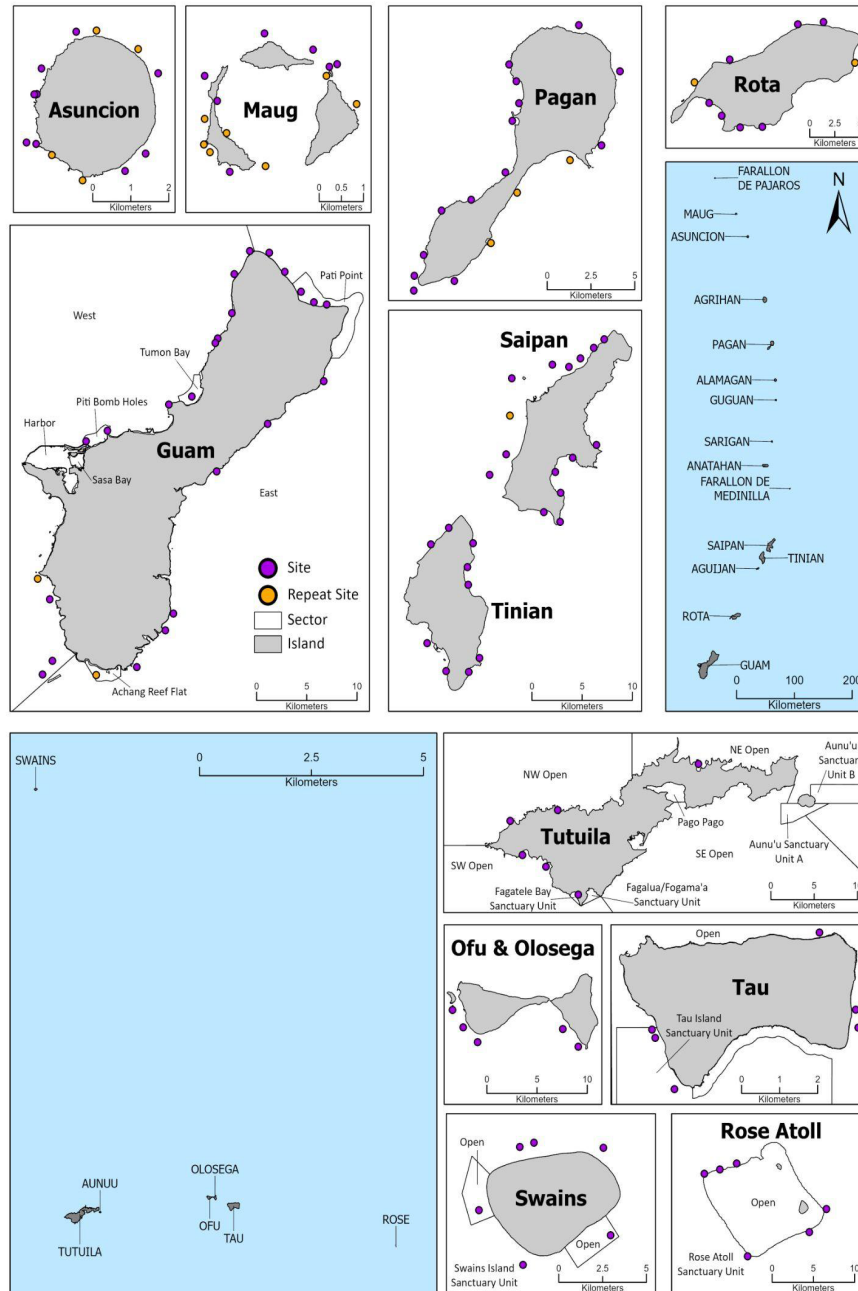 Asuncion
0 1 2
Kilometers
Maug
0 0.5 1
Kilometers
Pagan
0 5
Kilometers
Rota
0 2.5 5
Kilometers
FARALLON
DE PAJAROS
N
MAUG
ASUNCION
AGRIHAN
PAGAN
ALAMAGAN
GUGUAN
SARIGAN
ANATAHAN
FARALLON DE
MEDINILLA
SAIPAN
TINIAN
AGUIJAN
ROTA
GUAM
0 100 200
Kilometers
Pati Point
West
Tumon Bay
Piti Bomb Holes
Harbor
Guam
Sasa Bay
East
Site
Repeat Site
Sector
Island
Achang Reef Flat
0 5 10
Kilometers
Saipan
Tinian
0 5 10
Kilometers
SWAINS
0 2.5 5
Kilometers
AUNUU
OLOSEGA
OFU
TAU
TUTUILA
ROSE
NW Open
NE Open
Aunu'u
Sanctuary
Unit B
Tutuila
Pago Pago
SW Open
SE Open
Aunu'u Sanctuary
Unit A
Fagatele Bay
Sanctuary Unit
Fagalua/Fogama'a
Sanctuary Unit
0 5 10
Kilometers
Ofu & Olosega
0 5 10
Kilometers
Open
Tau
Tau Island
Sanctuary Unit
0 1 2
Kilometers
Open
Swains
Open
Swains Island
Sanctuary Unit
0 2.5 5
Kilometers
Rose Atoll
Open
Rose Atoll
Sanctuary Unit
0 5 10
Kilometers